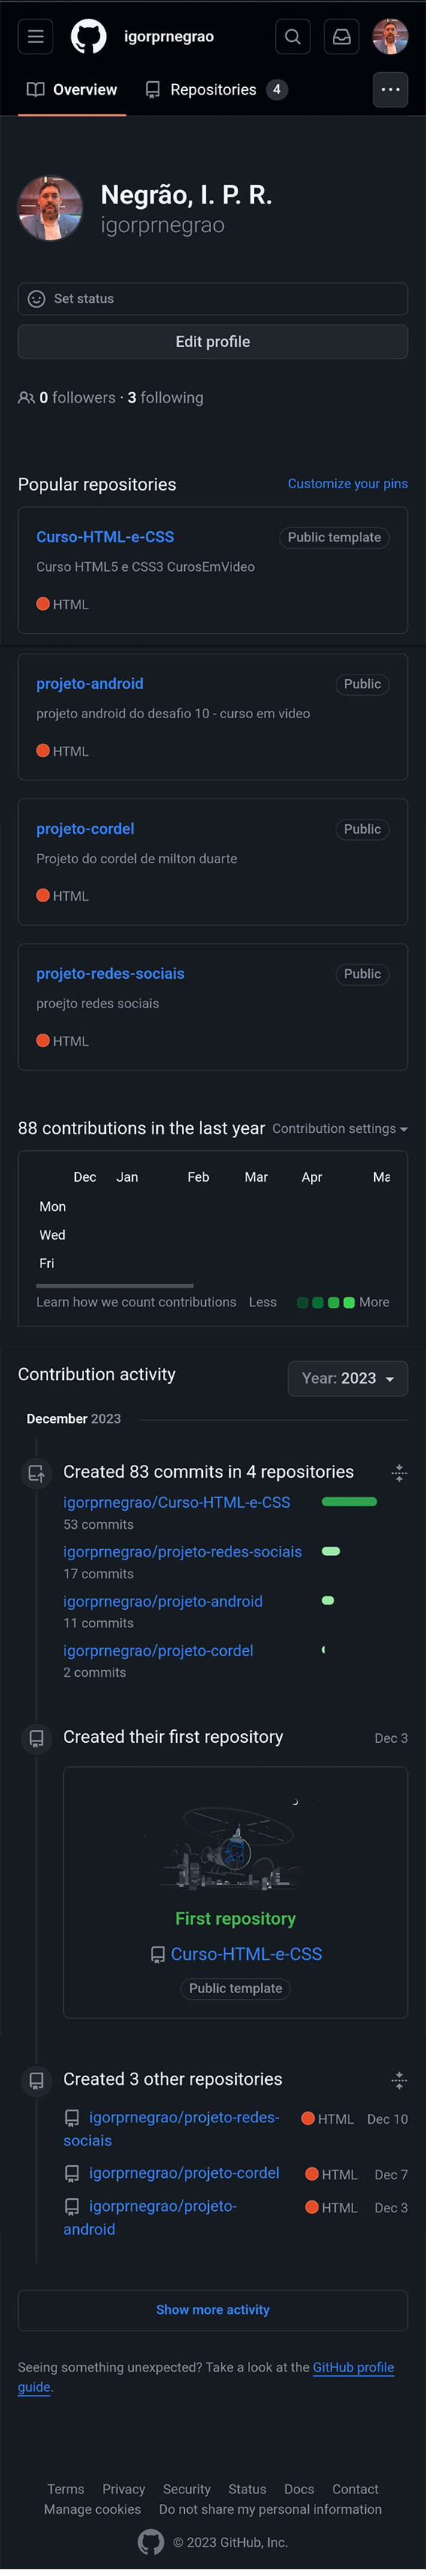 igorprnegrao
Overview
Repositories 4
Negrão, I. P. R.
igorprnegrao
Set status
Edit profile
0 followers · 3 following
Popular repositories
Customize your pins
Curso-HTML-e-CSS
Public template
Curso HTML5 e CSS3 CurosEmVideo
HTML
projeto-android
Public
projeto android do desafio 10 - curso em video
HTML
projeto-cordel
Public
Projeto do cordel de milton duarte
HTML
projeto-redes-sociais
Public
proejto redes sociais
HTML
88 contributions in the last year
Contribution settings
Dec Jan Feb Mar Apr Ma
Mon
Wed
Fri
Learn how we count contributions Less More
Contribution activity
Year: 2023
December 2023
Created 83 commits in 4 repositories
igorprnegrao/Curso-HTML-e-CSS
53 commits
igorprnegrao/projeto-redes-sociais
17 commits
igorprnegrao/projeto-android
11 commits
igorprnegrao/projeto-cordel
2 commits
Created their first repository
Dec 3
First repository
Curso-HTML-e-CSS
Public template
Created 3 other repositories
igorprnegrao/projeto-redes-
sociais
HTML Dec 10
igorprnegrao/projeto-cordel
HTML Dec 7
igorprnegrao/projeto-
android
HTML Dec 3
Show more activity
Seeing something unexpected? Take a look at the GitHub profile
guide.
Terms Privacy Security Status Docs Contact
Manage cookies Do not share my personal information
© 2023 GitHub, Inc.